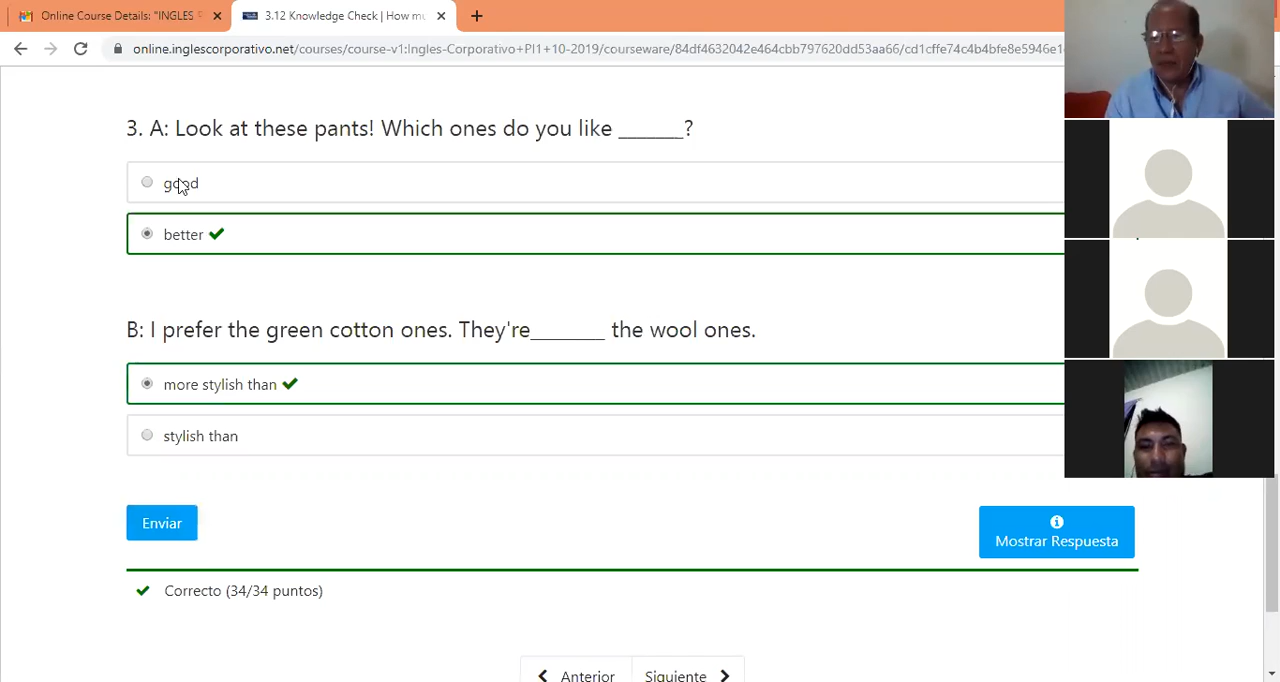 Online Course Details: "INGLES
3.12 Knowledge Check | How mu
online.inglescorporativo.net/courses/course-v1:Ingles-Corporativo+PI1+10-2019/courseware/84df4632042e464cbb797620dd53aa66/cd1cffe74c4b4bfe8e5946e1
3. A: Look at these pants! Which ones do you like ______?
good
better
B: I prefer the green cotton ones. They're_______ the wool ones.
more stylish than
stylish than
Enviar
Mostrar Respuesta
Correcto (34/34 puntos)
Anterior
Siguiente